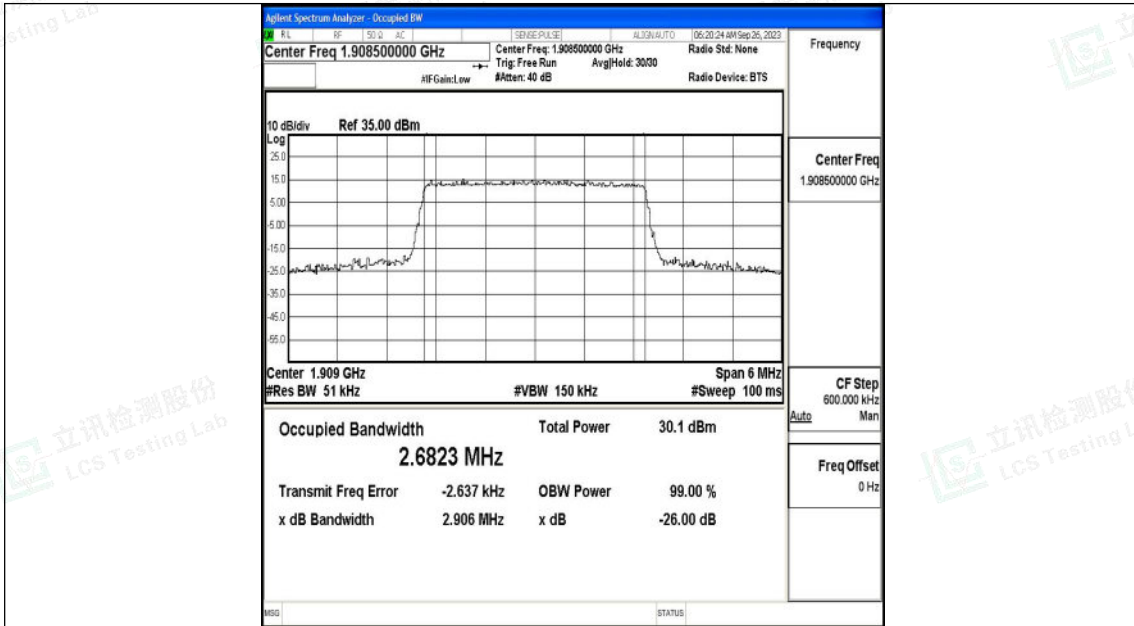 Agilent Spectrum Analyzer - Occupied BW
RL RF 50 Ω AC SENSE:PULSE ALIGNAUTO 06:20:24 AM Sep 26, 2023
Center Freq 1.908500000 GHz
Center Freq: 1.908500000 GHz Radio Std: None
Trig: Free Run Avg|Hold: 30/30
#IFGain:Low #Atten: 40 dB Radio Device: BTS
10 dB/div Ref 35.00 dBm
Log
25.0
15.0
5.00
-5.00
-15.0
-25.0
-35.0
-45.0
-55.0
Center 1.909 GHz Span 6 MHz
#Res BW 51 kHz #VBW 150 kHz #Sweep 100 ms
Occupied Bandwidth Total Power 30.1 dBm
2.6823 MHz
Transmit Freq Error -2.637 kHz OBW Power 99.00 %
x dB Bandwidth 2.906 MHz x dB -26.00 dB
MSG STATUS
Frequency
Center Freq
1.908500000 GHz
CF Step
600.000 kHz
Auto Man
Freq Offset
0 Hz
立讯检测股份
LCS Testing Lab
立讯检测股份
LCS Testing L
sting Lab